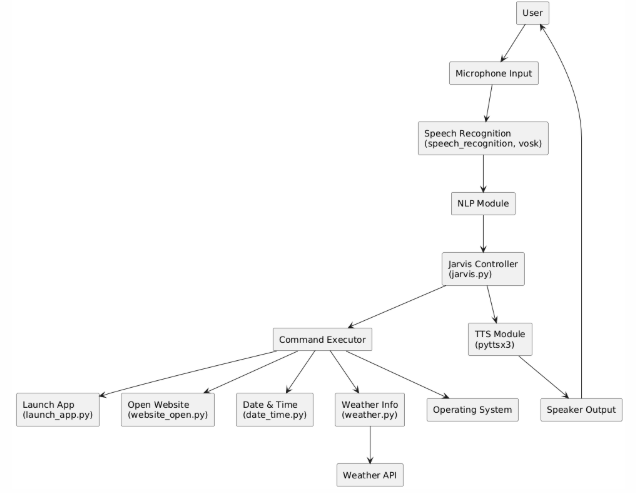 User
Microphone Input
Speech Recognition
(speech_recognition, vosk)
NLP Module
Jarvis Controller
(jarvis.py)
Command Executor
TTS Module
(pyttsx3)
Launch App
(launch_app.py)
Open Website
(website_open.py)
Date & Time
(date_time.py)
Weather Info
(weather.py)
Operating System
Speaker Output
Weather API